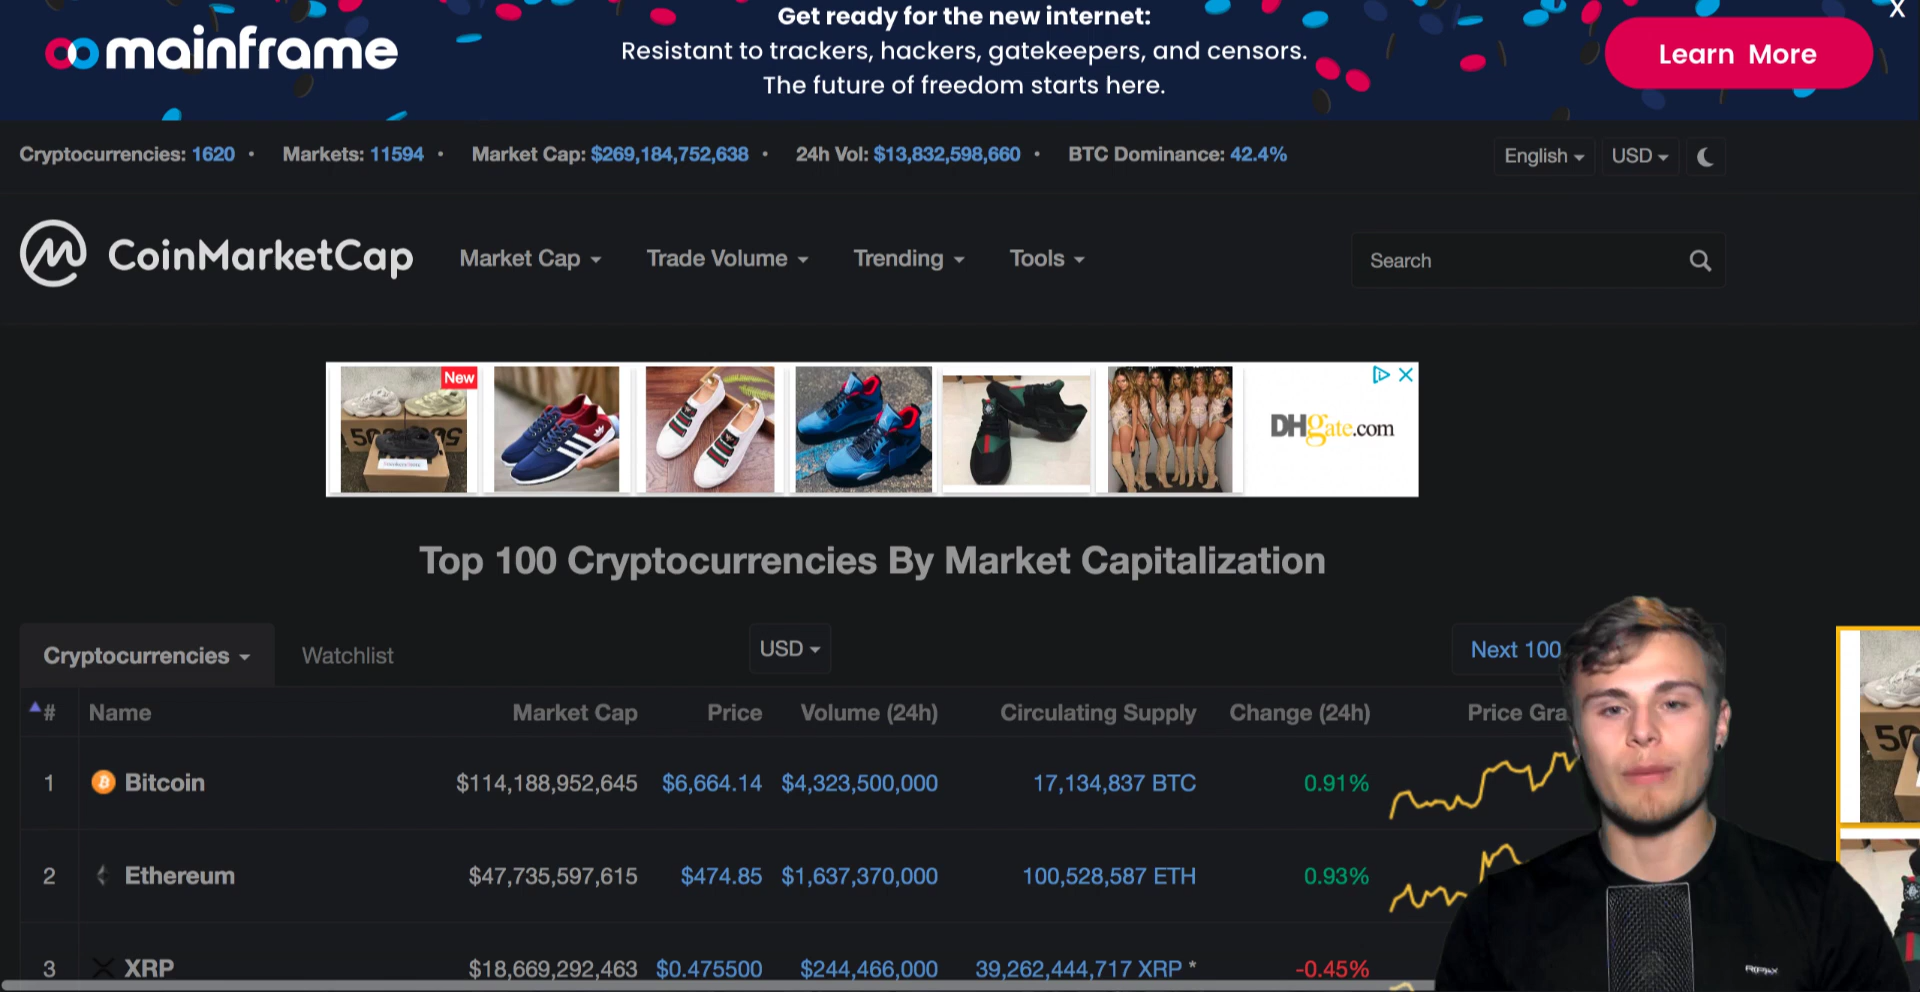 mainframe
Get ready for the new internet:
Resistant to trackers, hackers, gatekeepers, and censors.
The future of freedom starts here.
Learn More
X
Cryptocurrencies: 1620 • Markets: 11594 • Market Cap: $269,184,752,638 • 24h Vol: $13,832,598,660 • BTC Dominance: 42.4%
English USD
CoinMarketCap
Market Cap Trade Volume Trending Tools
Search
New
DHgate.com
Top 100 Cryptocurrencies By Market Capitalization
Cryptocurrencies Watchlist USD Next 100
# Name Market Cap Price Volume (24h) Circulating Supply Change (24h) Price Gra
1 Bitcoin $114,188,952,645 $6,664.14 $4,323,500,000 17,134,837 BTC 0.91%
2 Ethereum $47,735,597,615 $474.85 $1,637,370,000 100,528,587 ETH 0.93%
3 XRP $18,669,292,463 $0.475500 $244,466,000 39,262,444,717 XRP * -0.45%